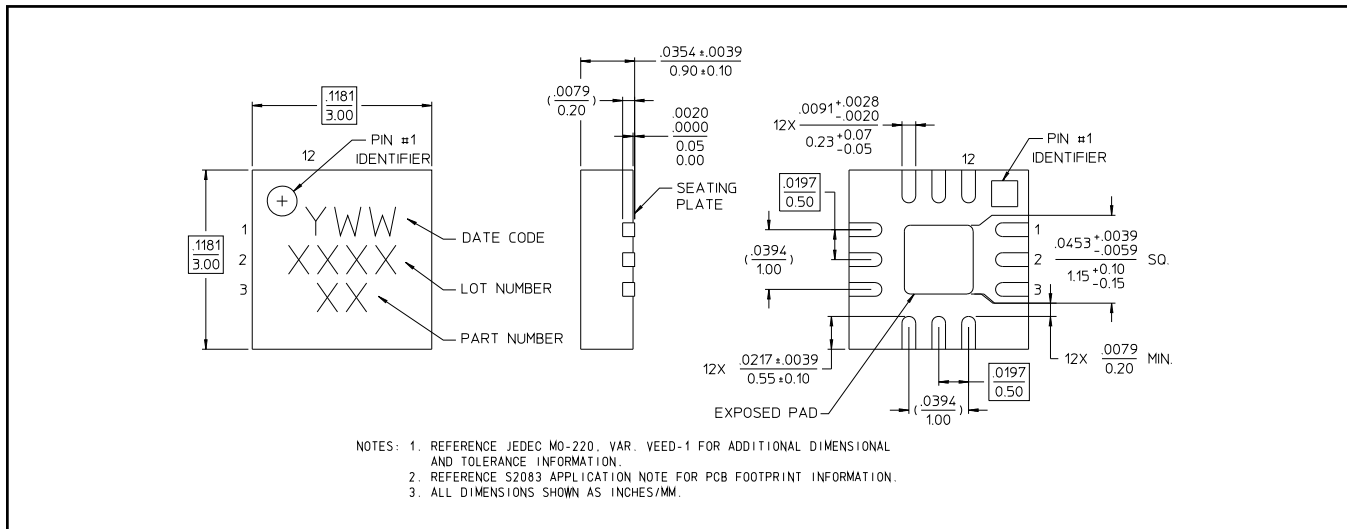 .1181
3.00
PIN #1
IDENTIFIER
12
.1181
3.00
1
2
3
YWW
XXXX
XX
DATE CODE
LOT NUMBER
PART NUMBER
.0354 ±.0039
0.90 ±0.10
(.0079
0.20)
.0020
.0000
0.05
0.00
SEATING
PLATE
12X .0091 +.0028
-.0020
0.23 +0.07
-0.05
12
PIN #1
IDENTIFIER
.0197
0.50
(.0394
1.00)
1
2
3
.0453 +.0039
-.0059
1.15 +0.10
-0.15
SQ.
12X .0217 ±.0039
0.55 ±0.10
EXPOSED PAD
(.0394
1.00)
.0197
0.50
12X .0079
0.20 MIN.
NOTES: 1. REFERENCE JEDEC MO-220, VAR. VEED-1 FOR ADDITIONAL DIMENSIONAL
AND TOLERANCE INFORMATION.
2. REFERENCE S2083 APPLICATION NOTE FOR PCB FOOTPRINT INFORMATION.
3. ALL DIMENSIONS SHOWN AS INCHES/MM.